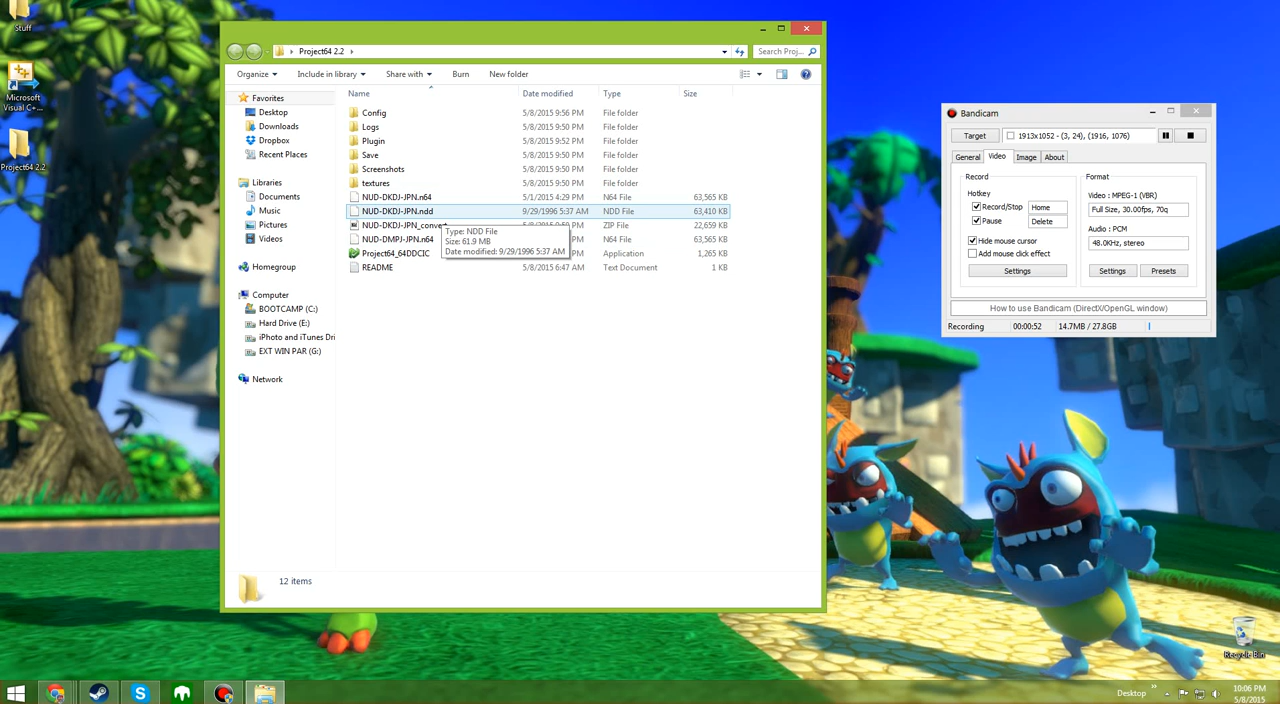 Stuff
Microsoft
Visual C+...
Project64 2.2
Project64 2.2
Search Proj...
Organize
Include in library
Share with
Burn
New folder
Name Date modified Type Size
Favorites
Desktop
Downloads
Dropbox
Recent Places
Libraries
Documents
Music
Pictures
Videos
Homegroup
Computer
BOOTCAMP (C:)
Hard Drive (E:)
iPhoto and iTunes Dri
EXT WIN PAR (G:)
Network
Config 5/8/2015 9:56 PM File folder
Logs 5/8/2015 9:50 PM File folder
Plugin 5/8/2015 9:52 PM File folder
Save 5/8/2015 9:50 PM File folder
Screenshots 5/8/2015 9:50 PM File folder
textures 5/8/2015 9:50 PM File folder
NUD-DKDJ-JPN.n64 5/1/2015 4:29 PM N64 File 63,565 KB
NUD-DKDJ-JPN.ndd 9/29/1996 5:37 AM NDD File 63,410 KB
NUD-DKDJ-JPN_conver ZIP File 22,659 KB
NUD-DMPJ-JPN.n64 PM N64 File 63,565 KB
Project64_64DDCIC PM Application 1,265 KB
README 5/8/2015 6:47 AM Text Document 1 KB
Type: NDD File
Size: 61.9 MB
Date modified: 9/29/1996 5:37 AM
12 items
Bandicam
Target
1913x1052 - (3, 24), (1916, 1076)
General Video Image About
Record
Hotkey
Record/Stop Home
Pause Delete
Hide mouse cursor
Add mouse click effect
Settings
Format
Video : MPEG-1 (VBR)
Full Size, 30.00fps, 70q
Audio : PCM
48.0KHz, stereo
Settings Presets
How to use Bandicam (DirectX/OpenGL window)
Recording 00:00:52 14.7MB / 27.8GB
Recycle Bin
Desktop
10:06 PM
5/8/2015